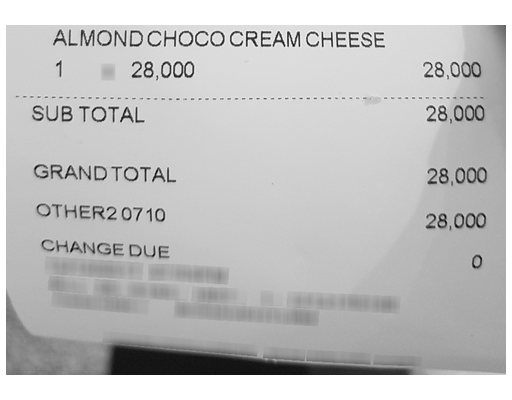 ALMOND CHOCO CREAM CHEESE
1 28,000 28,000
SUB TOTAL 28,000
GRAND TOTAL 28,000
OTHER2 0710 28,000
CHANGE DUE 0